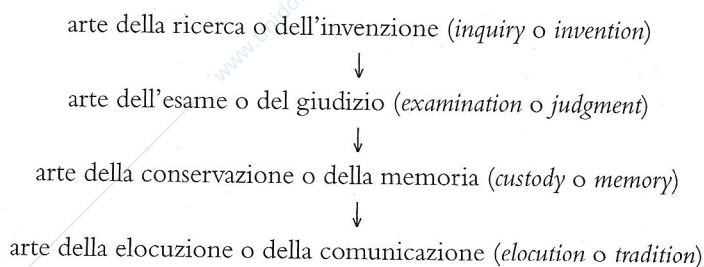 arte della ricerca o dell'invenzione (inquiry o invention)
↓
arte dell'esame o del giudizio (examination o judgment)
↓
arte della conservazione o della memoria (custody o memory)
↓
arte della elocuzione o della comunicazione (elocution o tradition)